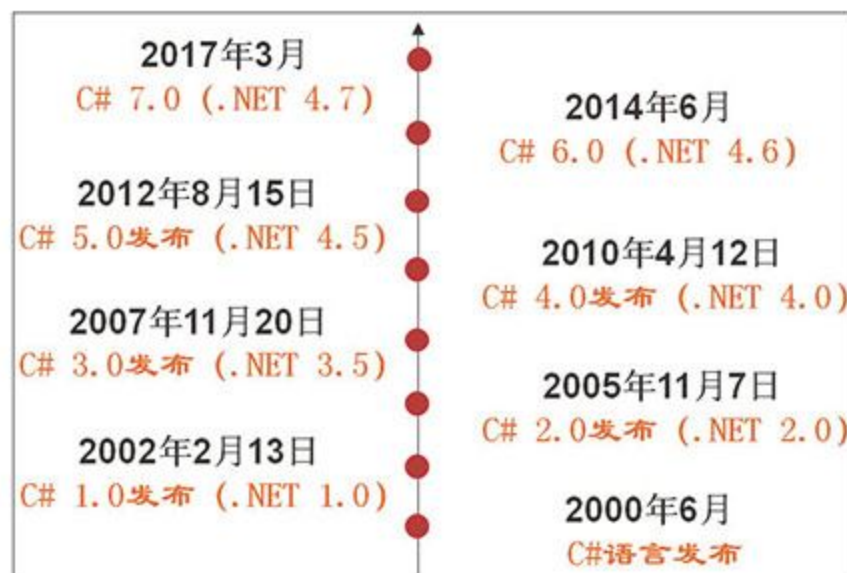 2017年3月
C# 7.0 (.NET 4.7)
2014年6月
C# 6.0 (.NET 4.6)
2012年8月15日
C# 5.0发布 (.NET 4.5)
2010年4月12日
C# 4.0发布 (.NET 4.0)
2007年11月20日
C# 3.0发布 (.NET 3.5)
2005年11月7日
C# 2.0发布 (.NET 2.0)
2002年2月13日
C# 1.0发布 (.NET 1.0)
2000年6月
C#语言发布